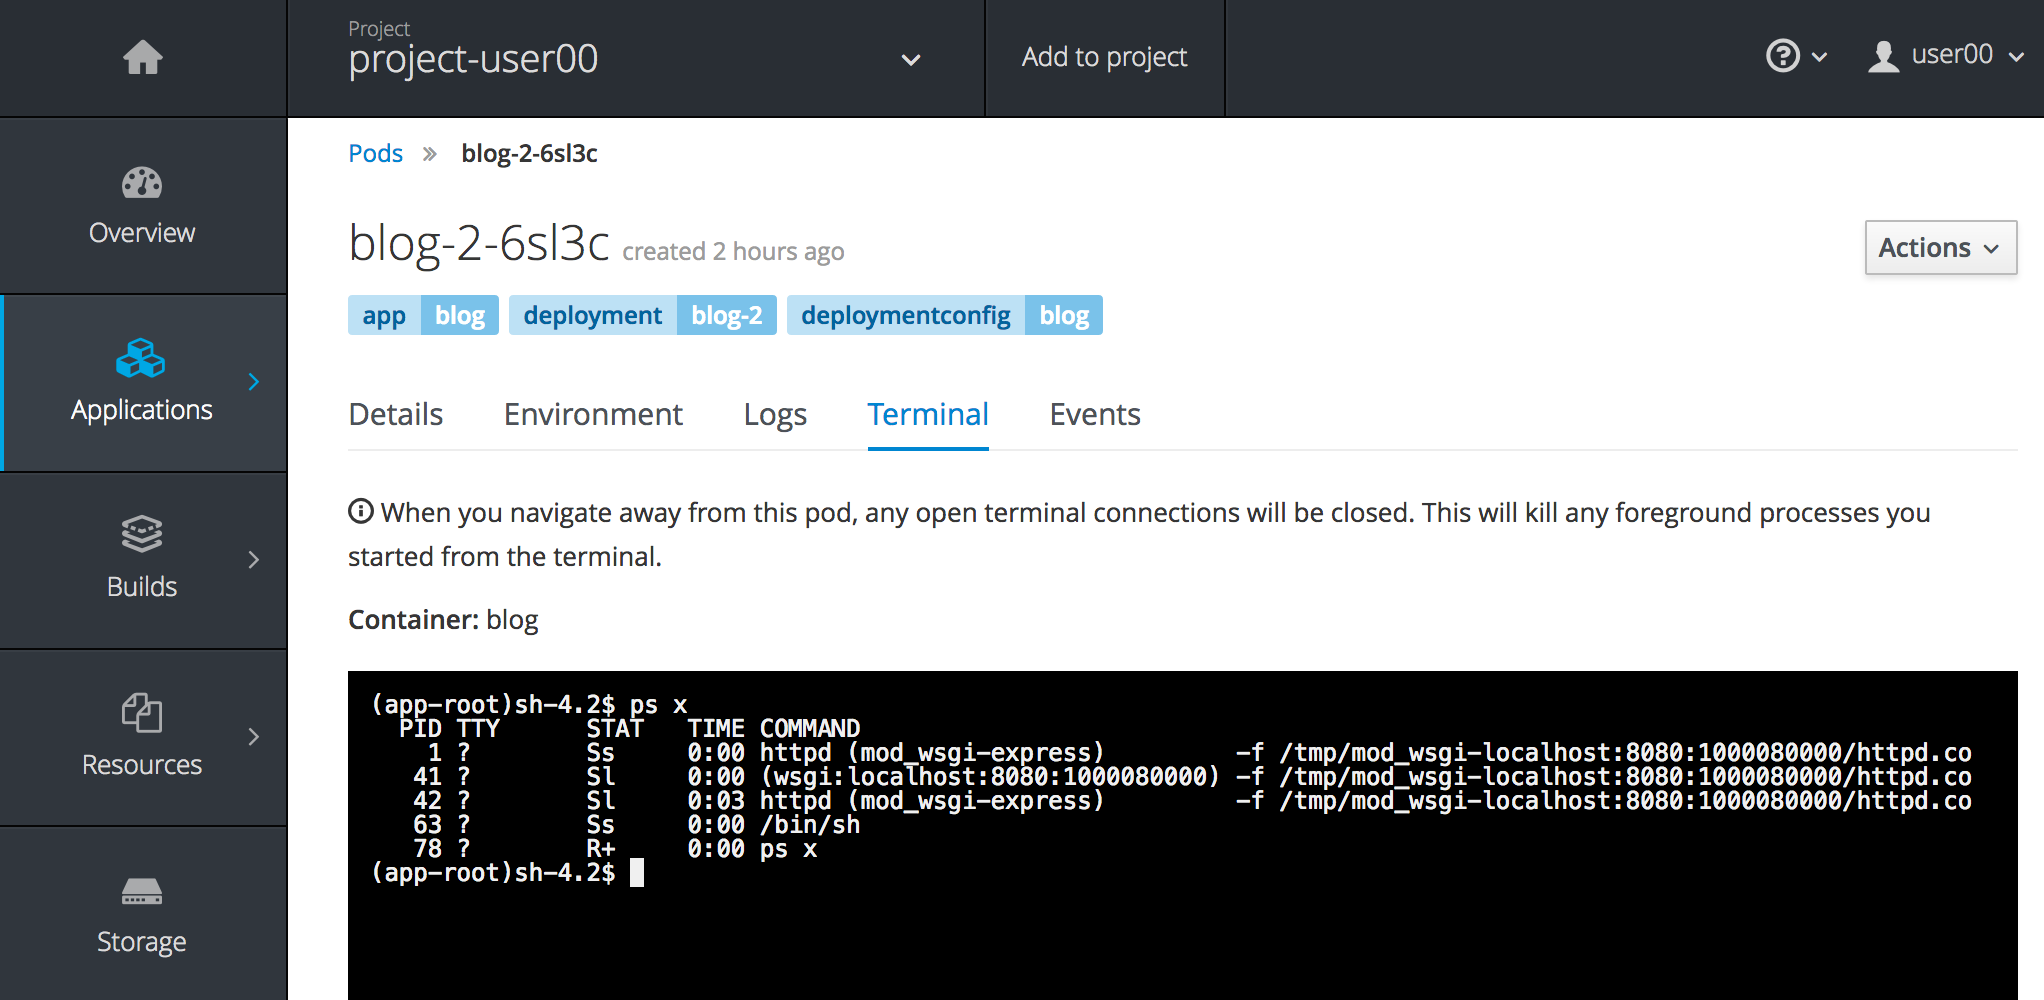 Project
project-user00
Add to project
user00
Overview
Applications
Builds
Resources
Storage
Pods » blog-2-6sl3c
blog-2-6sl3c created 2 hours ago
Actions
app blog deployment blog-2 deploymentconfig blog
Details Environment Logs Terminal Events
When you navigate away from this pod, any open terminal connections will be closed. This will kill any foreground processes you
started from the terminal.
Container: blog
(app-root)sh-4.2$ ps x
PID TTY STAT TIME COMMAND
1 ? Ss 0:00 httpd (mod_wsgi-express) -f /tmp/mod_wsgi-localhost:8080:1000080000/httpd.co
41 ? Sl 0:00 (wsgi:localhost:8080:1000080000) -f /tmp/mod_wsgi-localhost:8080:1000080000/httpd.co
42 ? Sl 0:03 httpd (mod_wsgi-express) -f /tmp/mod_wsgi-localhost:8080:1000080000/httpd.co
63 ? Ss 0:00 /bin/sh
78 ? R+ 0:00 ps x
(app-root)sh-4.2$